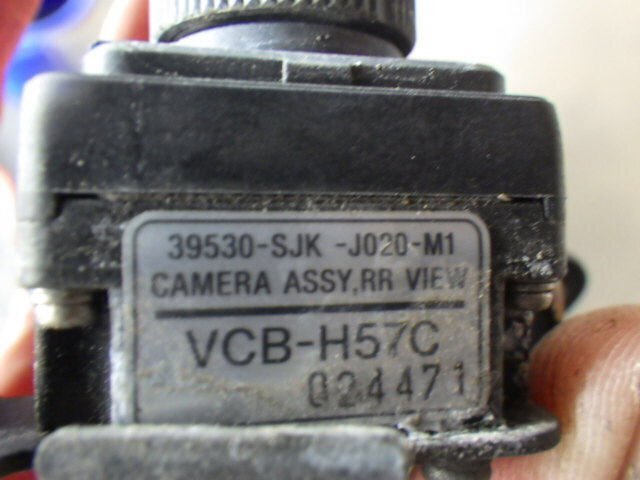 39530-SJK -J020-M1
CAMERA ASSY,RR VIEW
VCB-H57C
024471